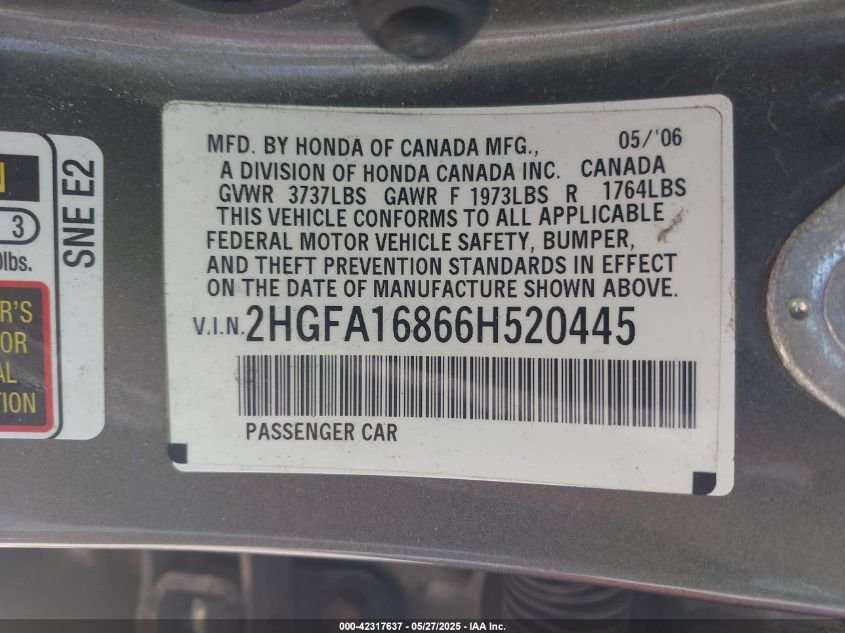 MFD. BY HONDA OF CANADA MFG., 05/'06
A DIVISION OF HONDA CANADA INC. CANADA
GVWR 3737LBS GAWR F 1973LBS R 1764LBS
THIS VEHICLE CONFORMS TO ALL APPLICABLE
FEDERAL MOTOR VEHICLE SAFETY, BUMPER,
AND THEFT PREVENTION STANDARDS IN EFFECT
ON THE DATE OF MANUFACTURE SHOWN ABOVE.
V.I.N. 2HGFA16866H520445
PASSENGER CAR
SNE E2
3
lbs.
000-42317637 - 05/27/2025 - IAA Inc.